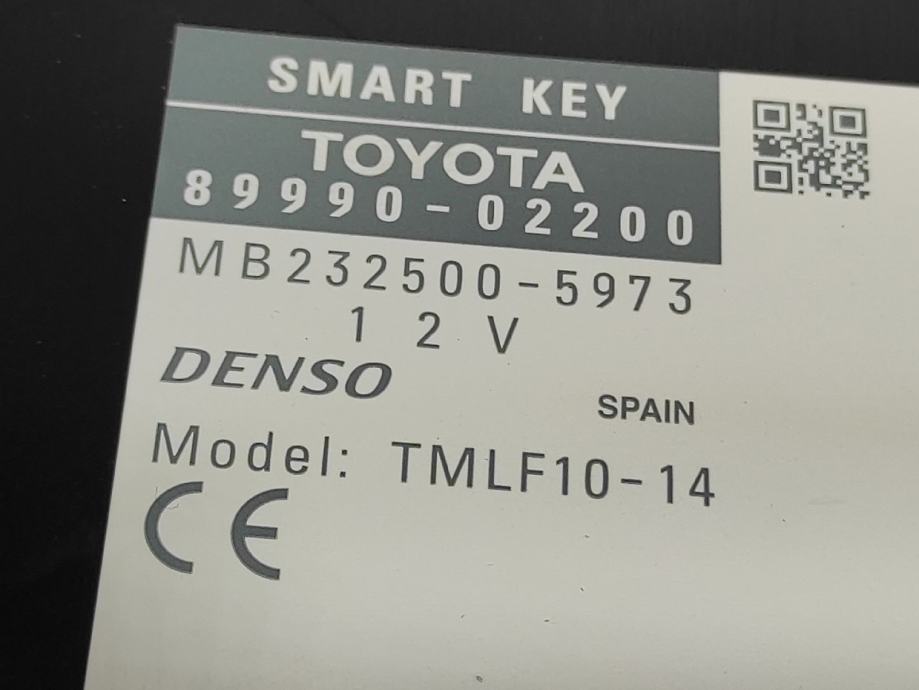 SMART KEY
TOYOTA
89990-02200
MB232500-5973
12V
DENSO
SPAIN
Model: TMLF10-14
CE